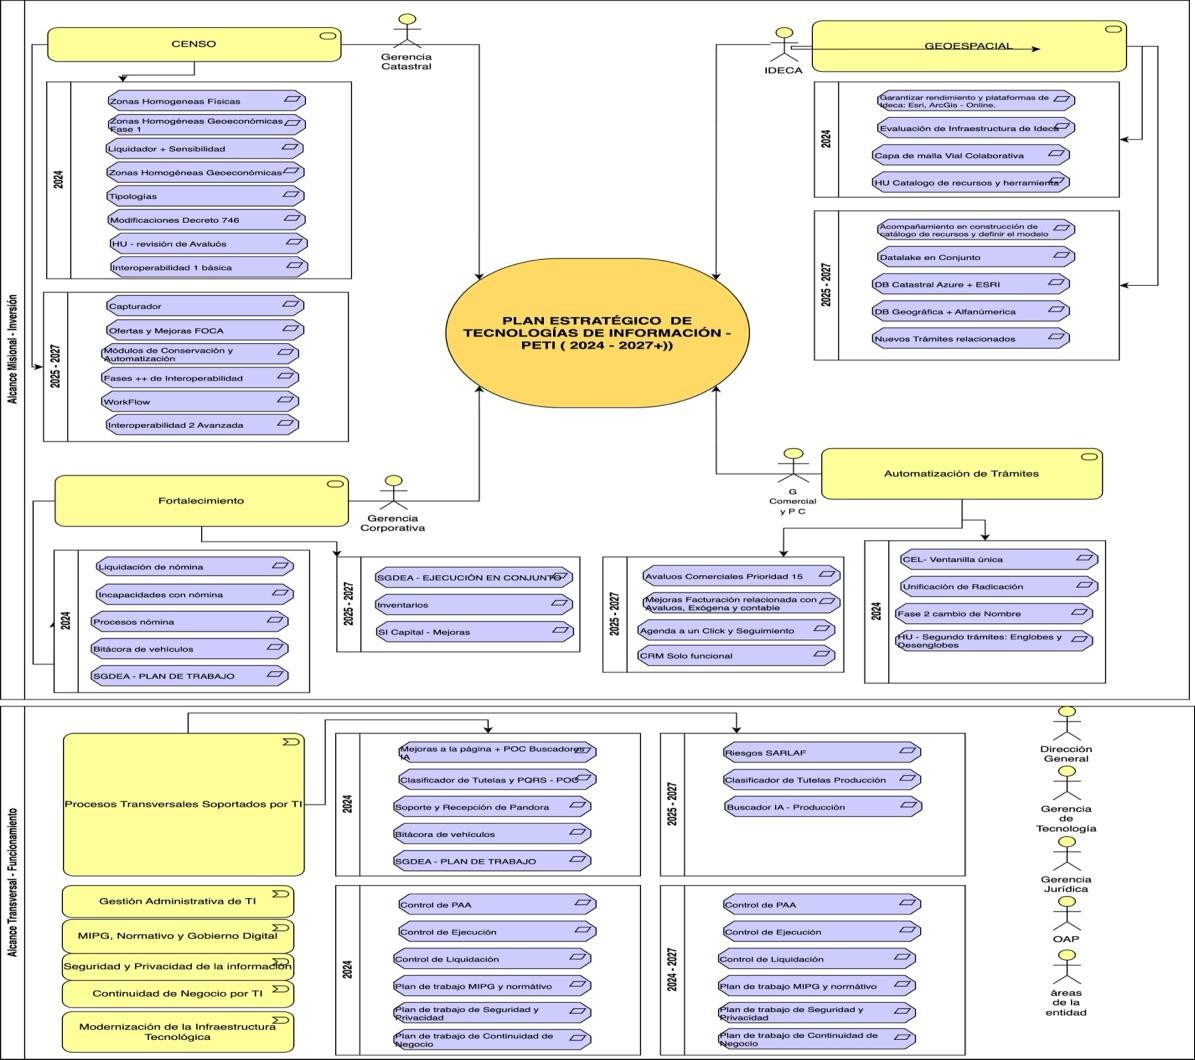 Alcance Misional - Inversión
CENSO
Gerencia
Catastral
2024
Zonas Homogeneas Físicas
Zonas Homogéneas Geoeconómicas
Fase 1
Liquidador + Sensibilidad
Zonas Homogéneas Geoeconómicas
Tipologías
Modificaciones Decreto 746
HU - revisión de Avaluós
Interoperabilidad 1 básica
2025 - 2027
Capturador
Ofertas y Mejoras FOCA
Módulos de Conservación y
Automatización
Fases ++ de Interoperabilidad
WorkFlow
Interoperabilidad 2 Avanzada
IDECA
GEOESPACIAL
2024
Garantizar rendimiento y plataformas de
Ideca: Esri, ArcGis - Online.
Evaluación de Infraestructura de Ideca
Capa de malla Vial Colaborativa
HU Catalogo de recursos y herramienta
2025 - 2027
Acompañamiento en construcción de
catálogo de recursos y definir el modelo
Datalake en Conjunto
DB Catastral Azure + ESRI
DB Geográfica + Alfanúmerica
Nuevos Trámites relacionados
PLAN ESTRATÉGICO DE
TECNOLOGÍAS DE INFORMACIÓN -
PETI ( 2024 - 2027+))
Fortalecimiento
Gerencia
Corporativa
2024
Liquidación de nómina
Incapacidades con nómina
Procesos nómina
Bitácora de vehículos
SGDEA - PLAN DE TRABAJO
2025 - 2027
SGDEA - EJECUCIÓN EN CONJUNTO
Inventarios
SI Capital - Mejoras
G
Comercial
y P C
Automatización de Trámites
2025 - 2027
Avaluos Comerciales Prioridad 15
Mejoras Facturación relacionada con
Avaluos, Exógena y contable
Agenda a un Click y Seguimiento
CRM Solo funcional
2024
CEL- Ventanilla única
Unificación de Radicación
Fase 2 cambio de Nombre
HU - Segundo trámites: Englobes y
Desenglobes
Alcance Transversal - Funcionamiento
Procesos Transversales Soportados por TI
Gestión Administrativa de TI
MIPG, Normativo y Gobierno Digital
Seguridad y Privacidad de la información
Continuidad de Negocio por TI
Modernización de la Infraestructura
Tecnológica
2024
Mejoras a la página + POC Buscadores
IA
Clasificador de Tutelas y PQRS - POC
Soporte y Recepción de Pandora
Bitácora de vehículos
SGDEA - PLAN DE TRABAJO
2025 - 2027
Riesgos SARLAF
Clasificador de Tutelas Producción
Buscador IA - Producción
2024
Control de PAA
Control de Ejecución
Control de Liquidación
Plan de trabajo MIPG y normátivo
Plan de trabajo de Seguridad y
Privacidad
Plan de trabajo de Continuidad de
Negocio
2024 - 2027
Control de PAA
Control de Ejecución
Control de Liquidación
Plan de trabajo MIPG y normátivo
Plan de trabajo de Seguridad y
Privacidad
Plan de trabajo de Continuidad de
Negocio
Dirección
General
Gerencia
de
Tecnología
Gerencia
Jurídica
OAP
áreas
de la
entidad